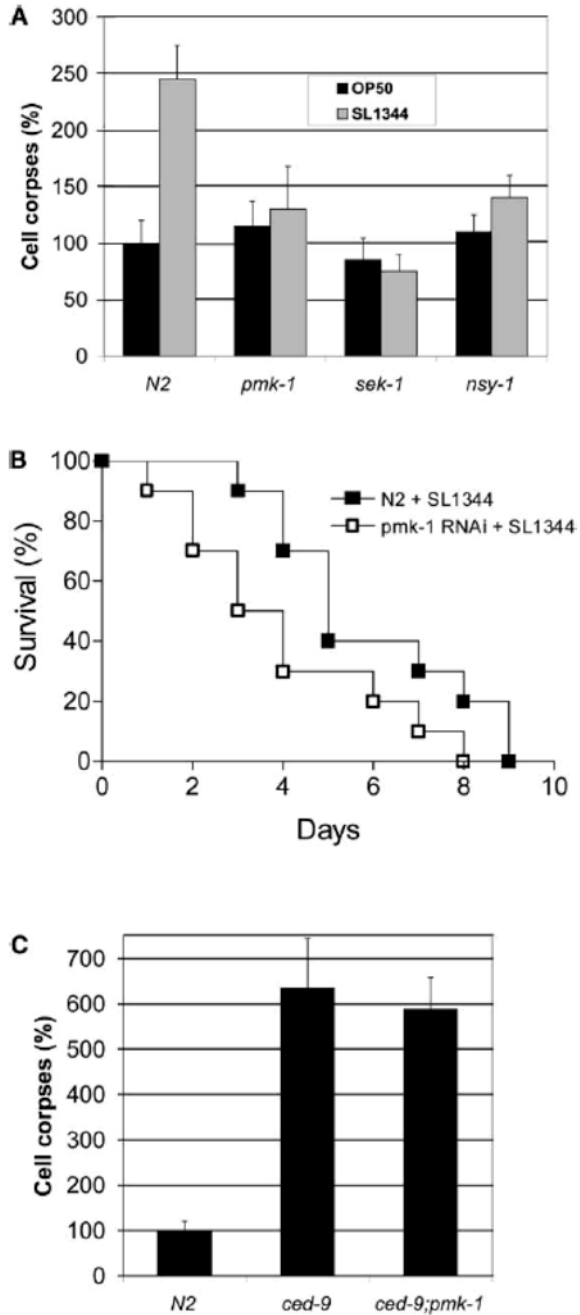 A
300
250
200
150
100
50
0
Cell corpses (%)
OP50
SL1344
N2 pmk-1 sek-1 nsy-1
B
100
80
60
40
20
0
Survival (%)
N2 + SL1344
pmk-1 RNAi + SL1344
0 2 4 6 8 10
Days
C
700
600
500
400
300
200
100
0
Cell corpses (%)
N2 ced-9 ced-9;pmk-1